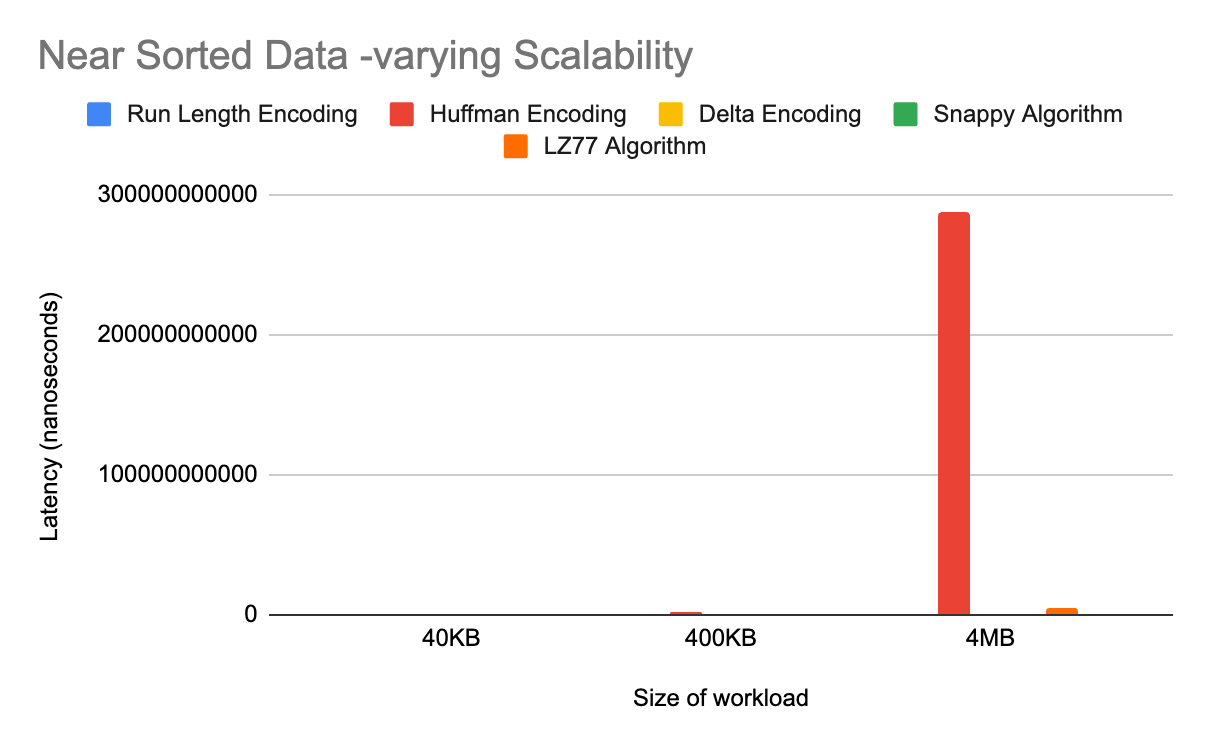 Near Sorted Data -varying Scalability
Run Length Encoding
Huffman Encoding
Delta Encoding
Snappy Algorithm
LZ77 Algorithm
300000000000
200000000000
100000000000
0
Latency (nanoseconds)
40KB
400KB
4MB
Size of workload